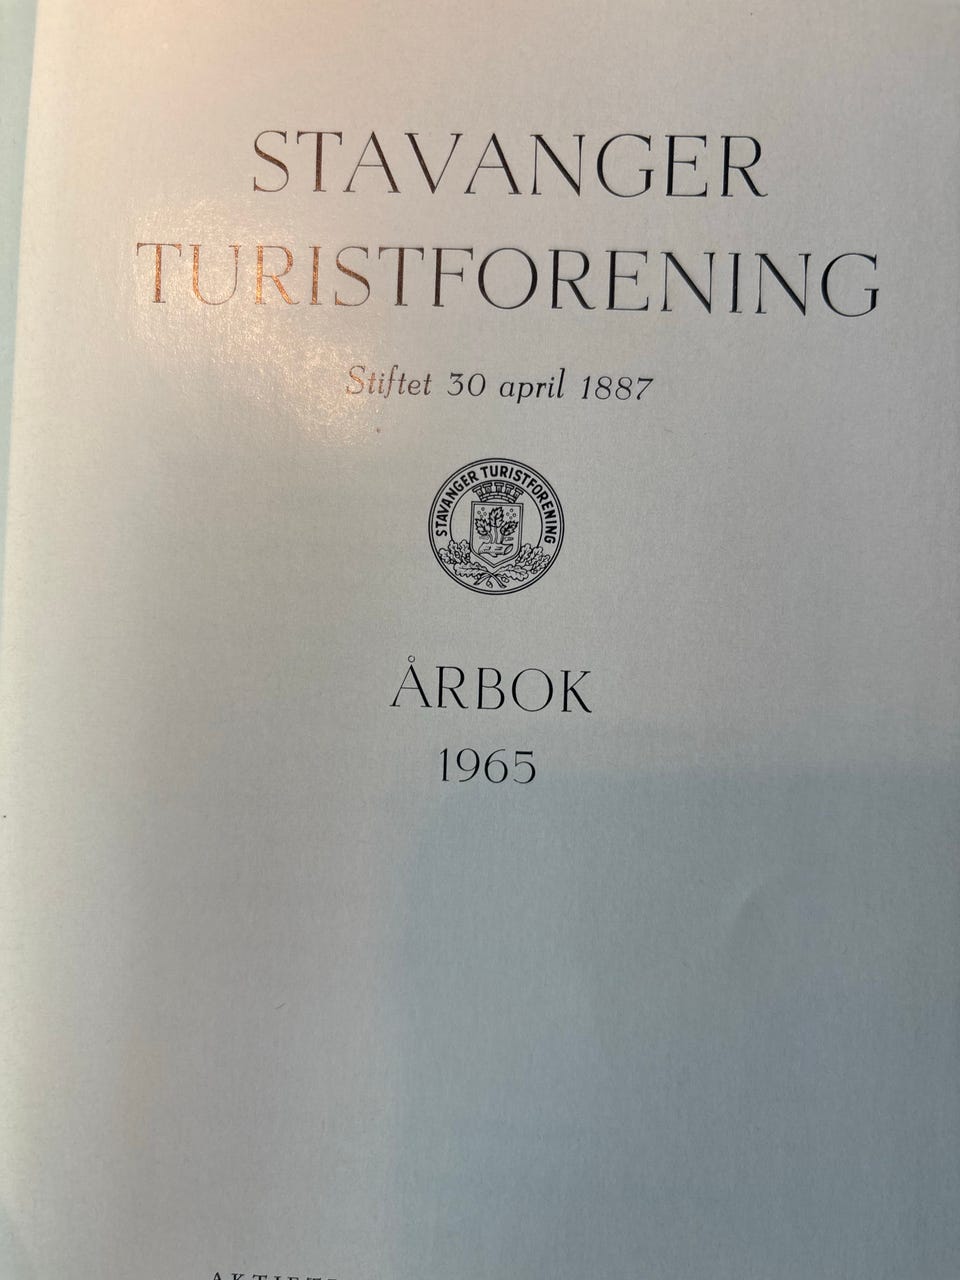 STAVANGER
TURISTFORENING
Stiftet 30 april 1887
STAVANGER TURISTFORENING
ÅRBOK
1965